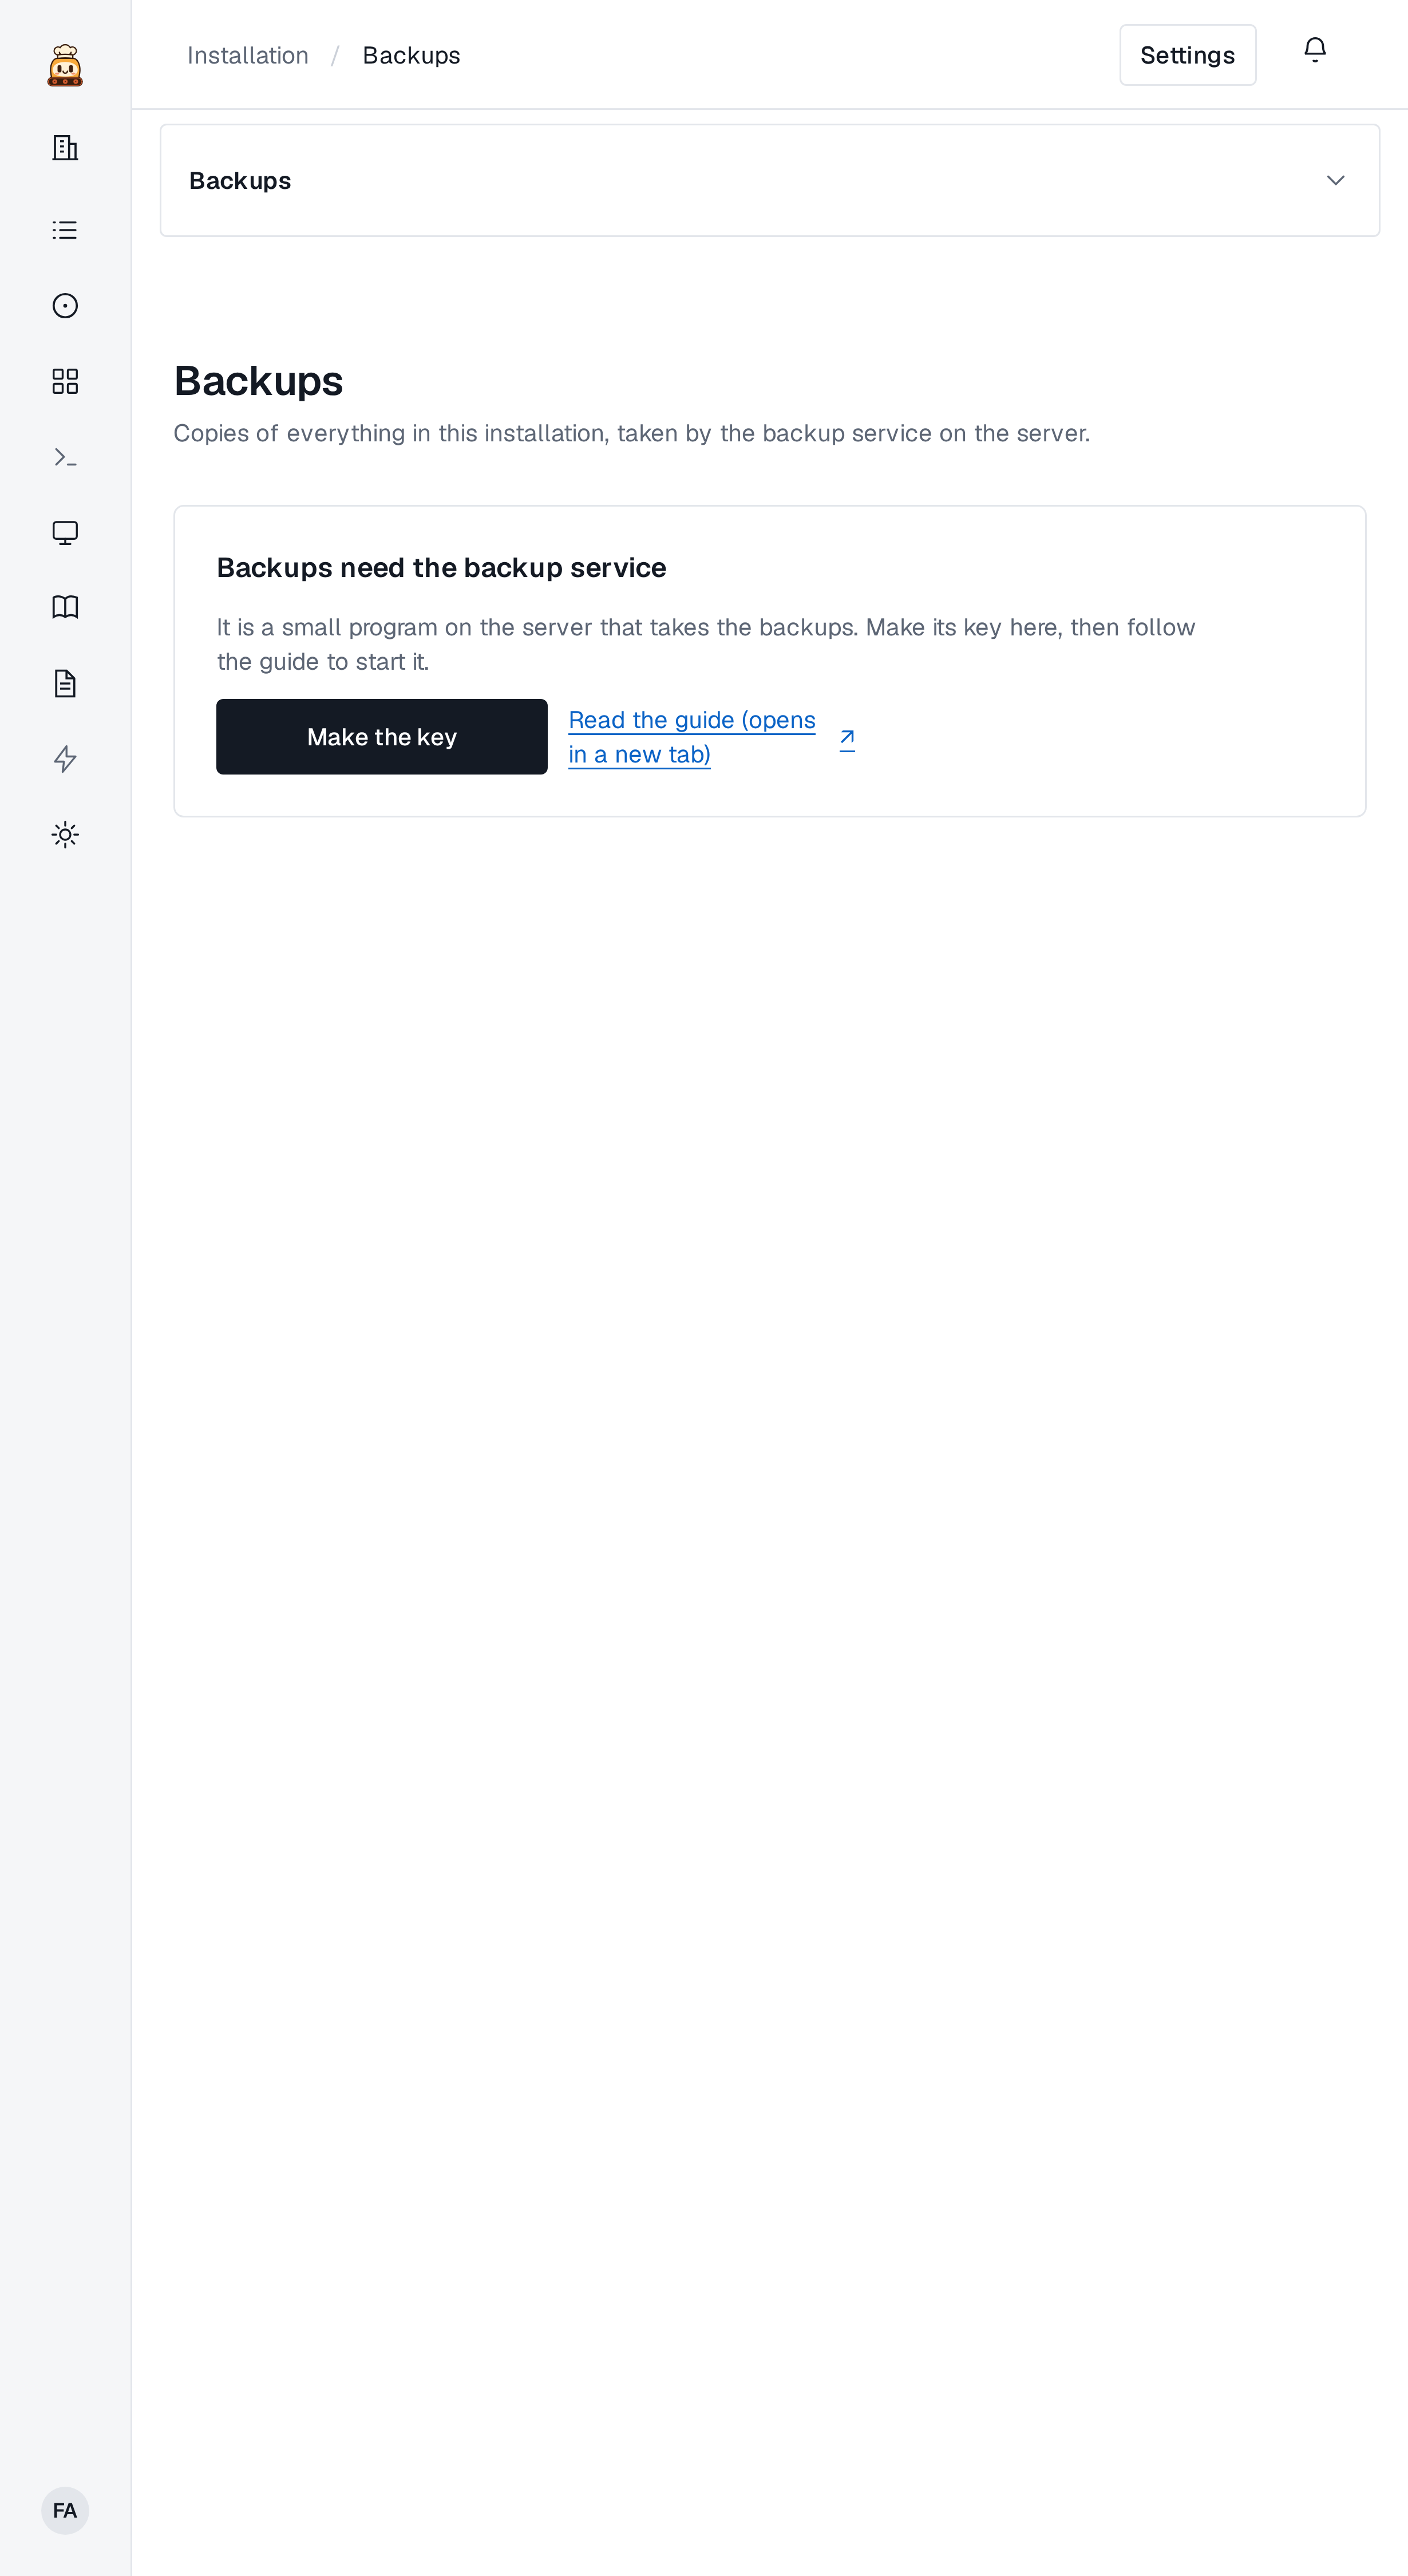 Installation / Backups
Settings
Backups
Backups
Copies of everything in this installation, taken by the backup service on the server.
Backups need the backup service
It is a small program on the server that takes the backups. Make its key here, then follow
the guide to start it.
Make the key
Read the guide (opens
in a new tab)
FA